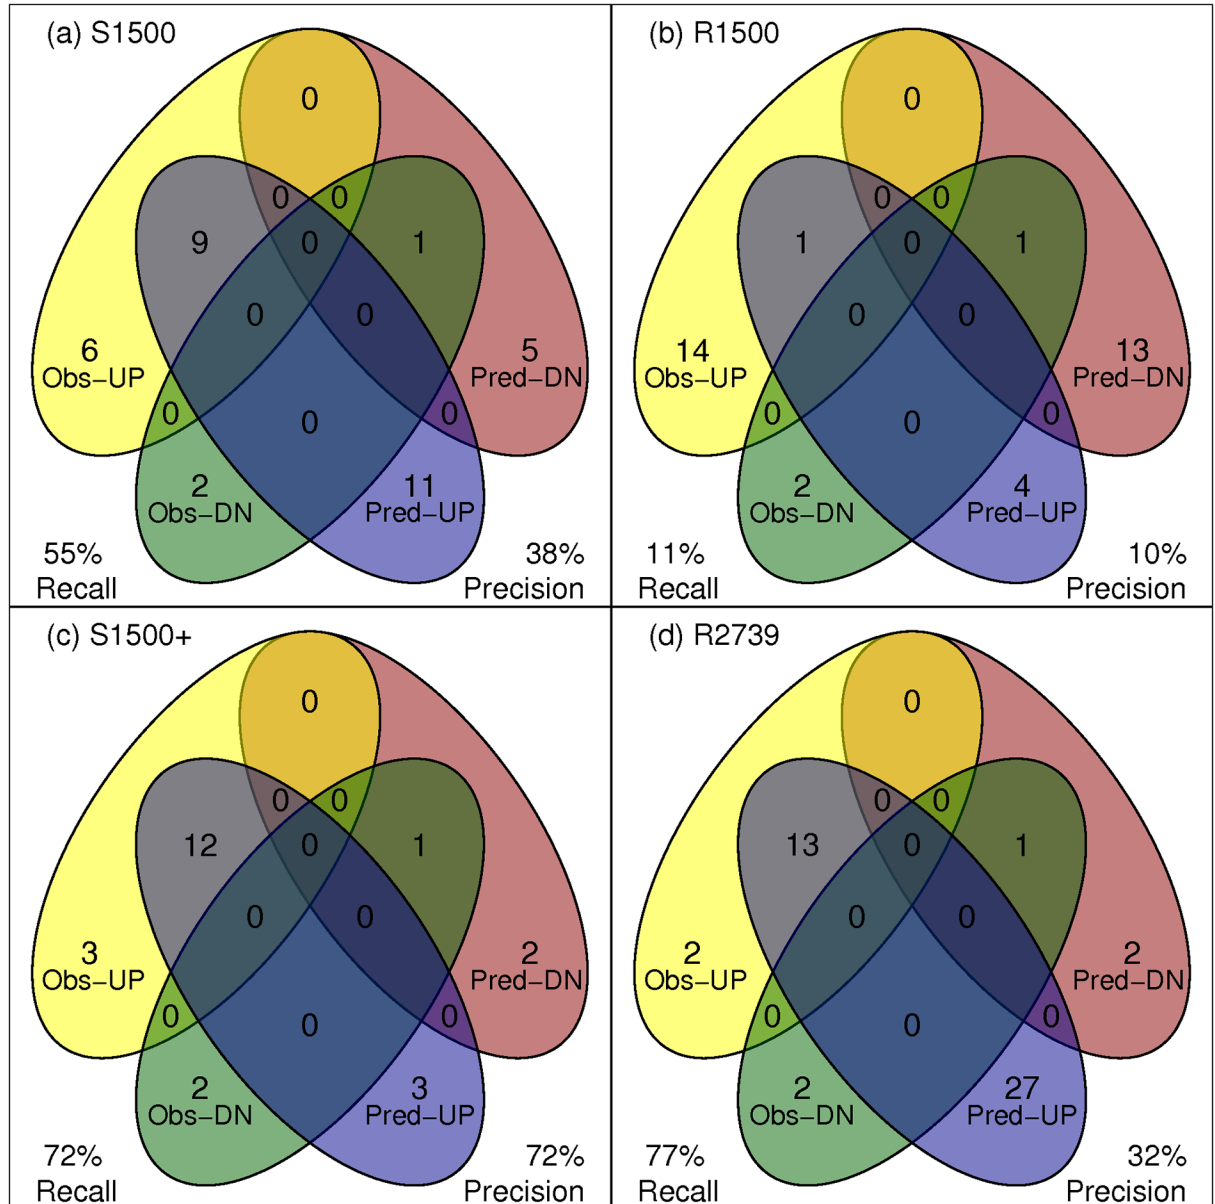 (a) S1500
0
0 0
9 0 1
0 0
6 5
Obs−UP Pred−DN
0 0 0
2 11
Obs−DN Pred−UP
55% 38%
Recall Precision
(b) R1500
0
0 0
1 0 1
0 0
14 13
Obs−UP Pred−DN
0 0 0
2 4
Obs−DN Pred−UP
11% 10%
Recall Precision
(c) S1500+
0
0 0
12 0 1
0 0
3 2
Obs−UP Pred−DN
0 0 0
2 3
Obs−DN Pred−UP
72% 72%
Recall Precision
(d) R2739
0
0 0
13 0 1
0 0
2 2
Obs−UP Pred−DN
0 0 0
2 27
Obs−DN Pred−UP
77% 32%
Recall Precision